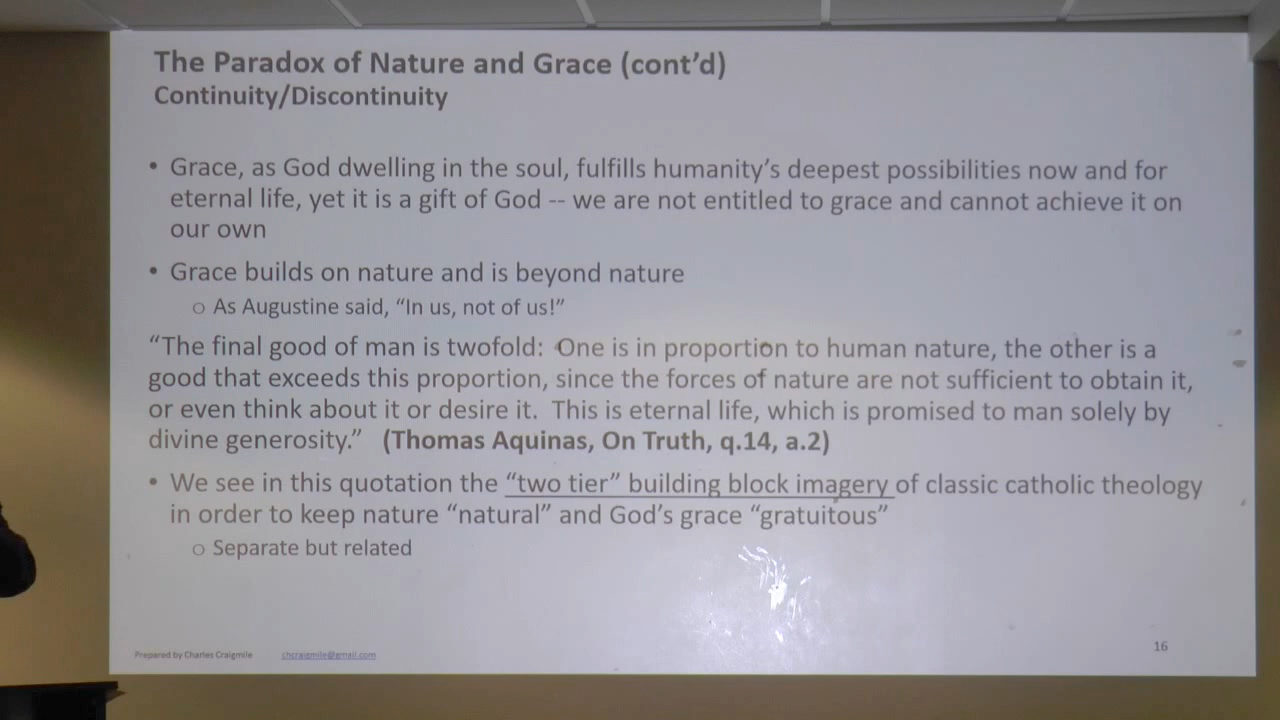 The Paradox of Nature and Grace (cont’d)
Continuity/Discontinuity
• Grace, as God dwelling in the soul, fulfills humanity’s deepest possibilities now and for
eternal life, yet it is a gift of God -- we are not entitled to grace and cannot achieve it on
our own
• Grace builds on nature and is beyond nature
o As Augustine said, “In us, not of us!”
“The final good of man is twofold: One is in proportion to human nature, the other is a
good that exceeds this proportion, since the forces of nature are not sufficient to obtain it,
or even think about it or desire it. This is eternal life, which is promised to man solely by
divine generosity.” (Thomas Aquinas, On Truth, q.14, a.2)
• We see in this quotation the “two tier” building block imagery of classic catholic theology
in order to keep nature “natural” and God’s grace “gratuitous”
o Separate but related
Prepared by Charles Craigmile chcraigmile@gmail.com
16